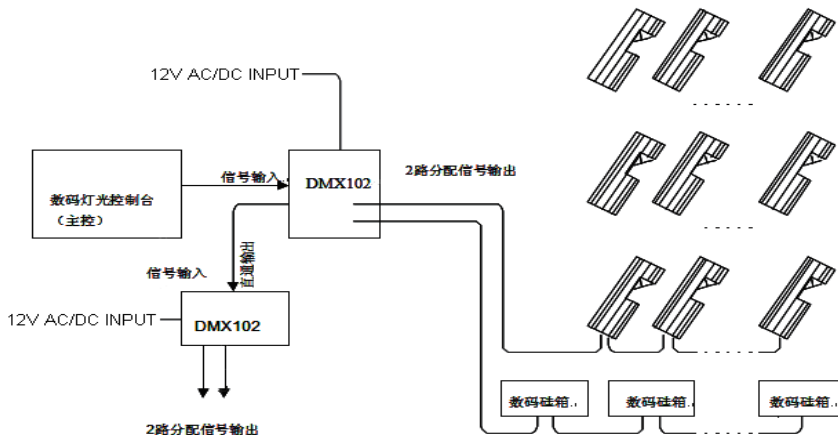 12V AC/DC INPUT
数码灯光控制台
（主控）
信号输入.
DMX102
2路分配信号输出
信号输入
直通输出
12V AC/DC INPUT
DMX102
2路分配信号输出
数码硅箱..
数码硅箱..
数码硅箱..